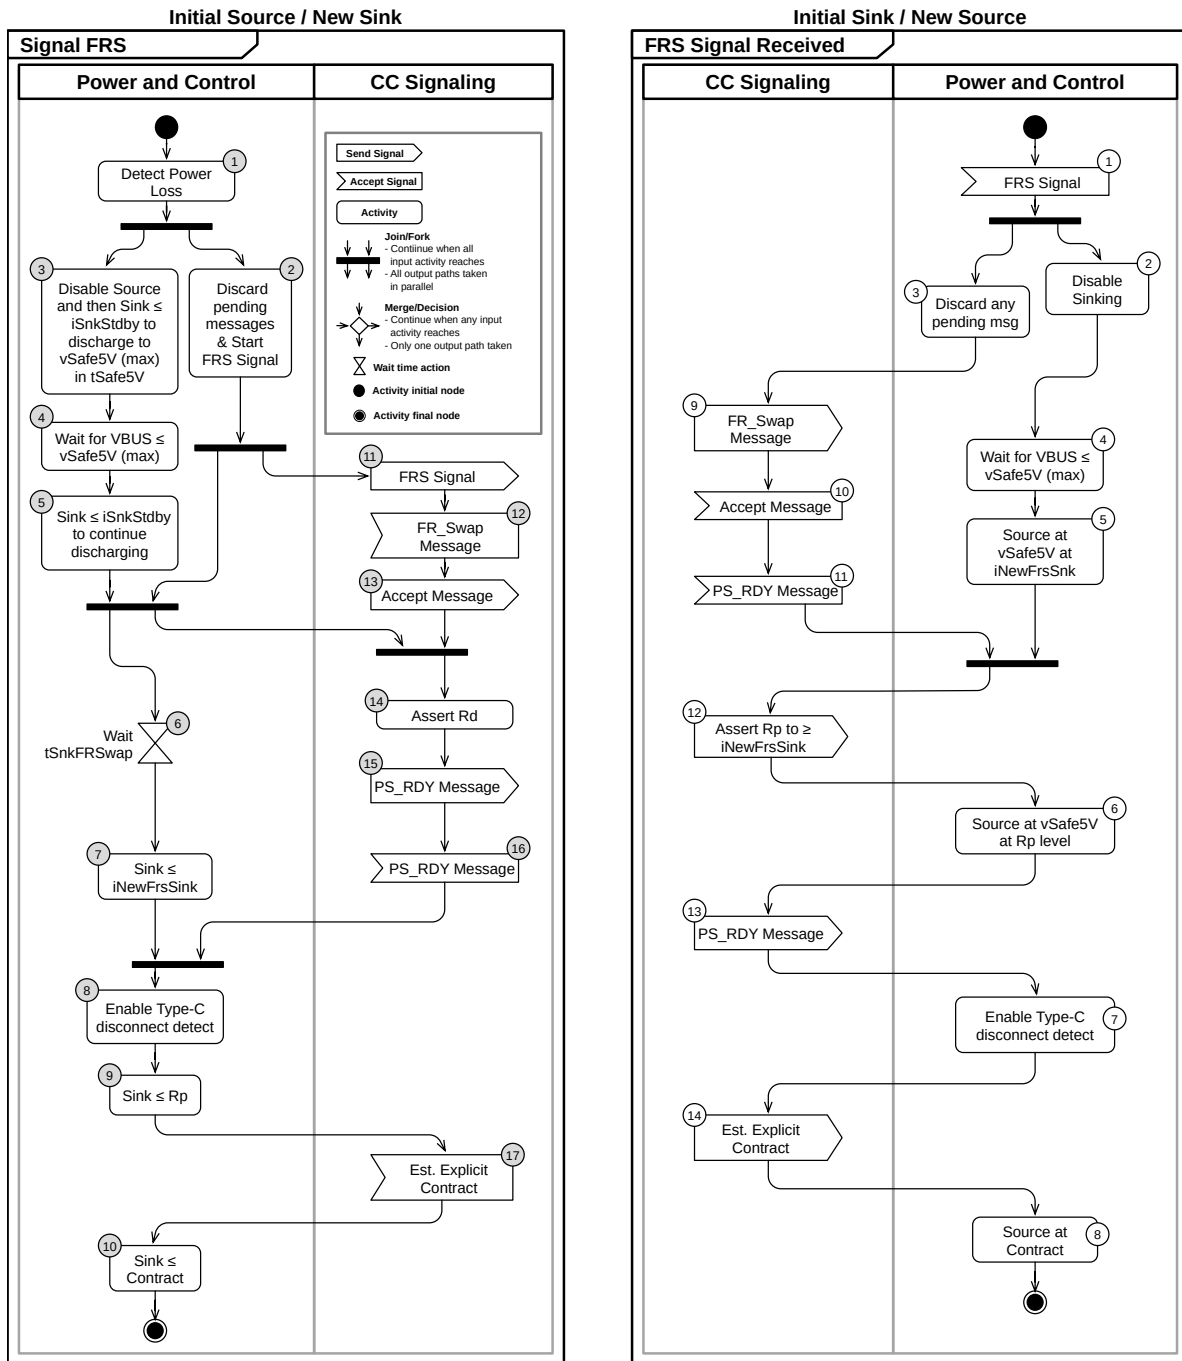 Initial Source / New Sink
Signal FRS
Power and Control
CC Signaling
1
Detect Power
Loss
3
Disable Source
and then Sink ≤
iSnkStdby to
discharge to
vSafe5V (max)
in tSafe5V
2
Discard
pending
messages
& Start
FRS Signal
4
Wait for VBUS ≤
vSafe5V (max)
5
Sink ≤ iSnkStdby
to continue
discharging
6
Wait
tSnkFRSwap
7
Sink ≤
iNewFrsSink
8
Enable Type-C
disconnect detect
9
Sink ≤ Rp
10
Sink ≤
Contract
Send Signal
Accept Signal
Activity
Join/Fork
- Contiinue when all
input activity reaches
- All output paths taken
in parallel
Merge/Decision
- Continue when any input
activity reaches
- Only one output path taken
Wait time action
Activity initial node
Activity final node
11
FRS Signal
12
FR_Swap
Message
13
Accept Message
14
Assert Rd
15
PS_RDY Message
16
PS_RDY Message
17
Est. Explicit
Contract
Initial Sink / New Source
FRS Signal Received
CC Signaling
Power and Control
1
FRS Signal
2
Disable
Sinking
3
Discard any
pending msg
9
FR_Swap
Message
10
Accept Message
11
PS_RDY Message
4
Wait for VBUS ≤
vSafe5V (max)
5
Source at
vSafe5V at
iNewFrsSnk
12
Assert Rp to ≥
iNewFrsSink
6
Source at vSafe5V
at Rp level
13
PS_RDY Message
7
Enable Type-C
disconnect detect
14
Est. Explicit
Contract
8
Source at
Contract